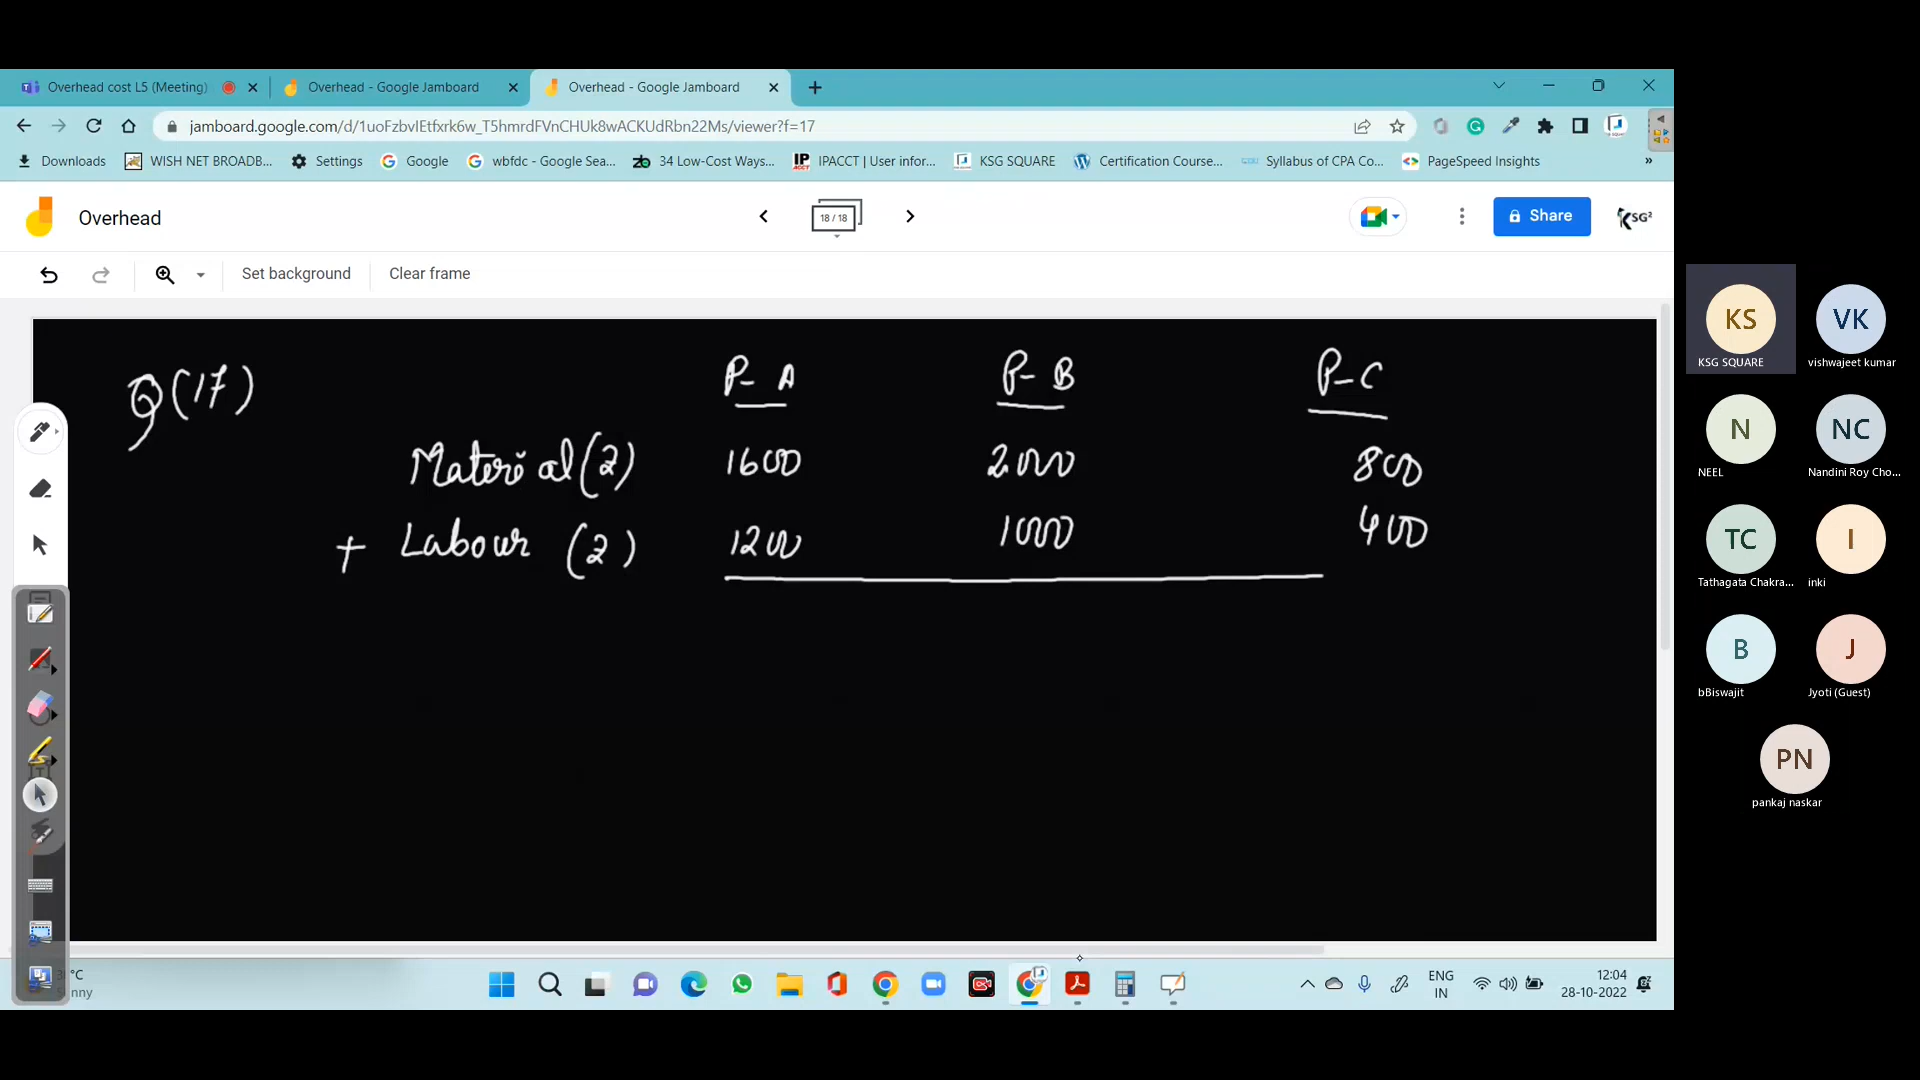 Overhead cost L5 (Meeting)
Overhead - Google Jamboard
Overhead - Google Jamboard
jamboard.google.com/d/1uoFzbvIEtfxrk6w_T5hmrdFVnCHUk8wACKUdRbn22Ms/viewer?f=17
Downloads
WISH NET BROADB...
Settings
Google
wbfdc - Google Sea...
34 Low-Cost Ways...
IPACCT | User infor...
KSG SQUARE
Certification Course...
Syllabus of CPA Co...
PageSpeed Insights
»
Overhead
18 / 18
Share
KSG²
Set background
Clear frame
Q(17)
P- A P- B P-C
Material (2) 1600 2000 800
+ Labour (2) 1200 1000 400
KS
KSG SQUARE
VK
vishwajeet kumar
N
NEEL
NC
Nandini Roy Cho...
TC
Tathagata Chakra...
I
inki
B
bBiswajit
J
Jyoti (Guest)
PN
pankaj naskar
ENG
IN
12:04
28-10-2022